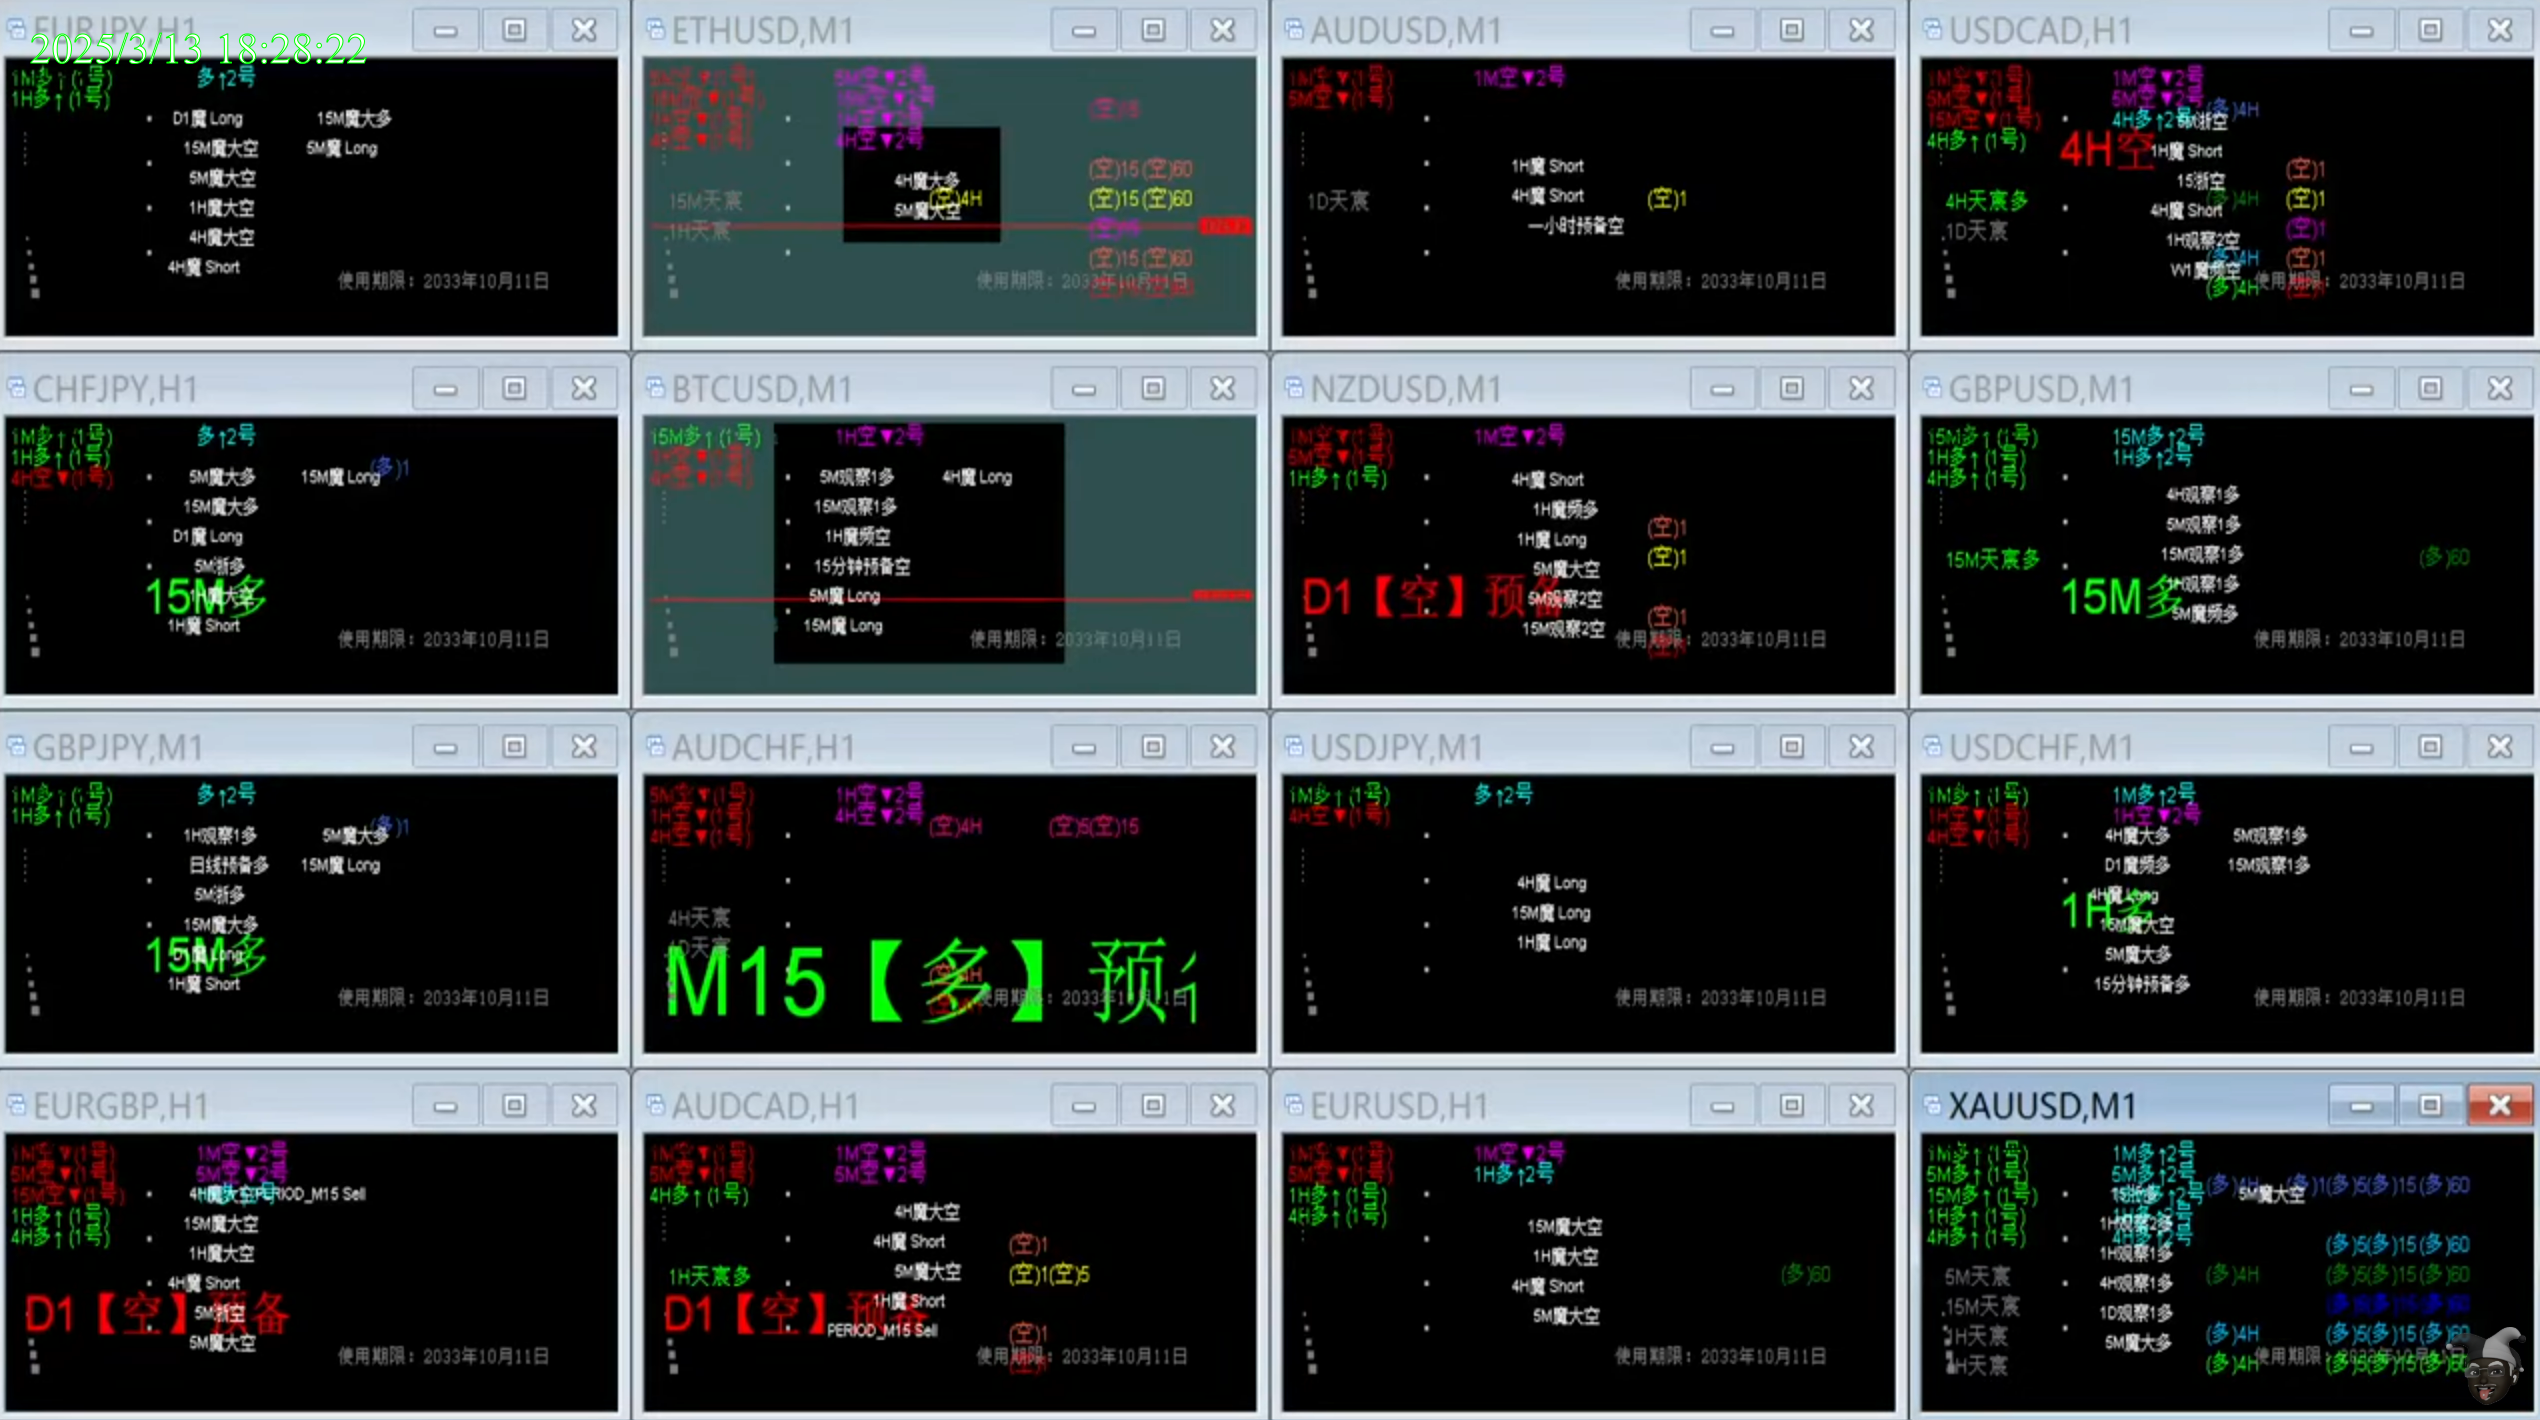 EURJPY,H1
2025/3/13 18:28:22
1M多↑(1号) 多↑2号
1H多↑(1号)
D1魔 Long 15M魔大多
15M魔大空 5M魔 Long
5M魔大空
1H魔大空
4H魔大空
4H魔 Short
使用期限：2033年10月11日
ETHUSD,M1
5M空▼(1号) 5M空▼2号
15M空▼(1号) 15M空▼2号
1H空▼(1号) 1H空▼2号
4H空▼(1号) 4H空▼2号
(空)15 (空)60
4H魔大多
15M天宸 (空)4H (空)15 (空)60
5M魔大空
1H天宸
(空)15 (空)60
使用期限：2033年10月11日
AUDUSD,M1
1M空▼(1号) 1M空▼2号
5M空▼(1号)
1H魔 Short
1D天宸 4H魔 Short (空)1
一小时预备空
使用期限：2033年10月11日
USDCAD,H1
1M空▼(1号) 1M空▼2号
5M空▼(1号) 5M空▼2号
(多)4H
15M空▼(1号) 4H多↑2号 5M浙空
4H多↑(1号)
4H空 1H魔 Short
15浙空 (空)1
4H天宸多 (多)4H (空)1
4H魔 Short
1D天宸 (空)1
1H观察2空
(多)4H (空)1
W1魔频空
(多)4H
使用期限：2033年10月11日
CHFJPY,H1
1M多↑(1号) 多↑2号
1H多↑(1号)
4H空▼(1号) (多)1
5M魔大多 15M魔 Long
15M魔大多
D1魔 Long
5M浙多
15M多 1H魔大空
1H魔 Short
使用期限：2033年10月11日
BTCUSD,M1
15M多↑(1号) 1H空▼2号
1H空▼(1号)
4H空▼(1号)
5M观察1多 4H魔 Long
15M观察1多
1H魔频空
15分钟预备空
5M魔 Long
15M魔 Long
使用期限：2033年10月11日
NZDUSD,M1
1M空▼(1号) 1M空▼2号
5M空▼(1号)
1H多↑(1号)
4H魔 Short
1H魔频多
(空)1
1H魔 Long
(空)1
5M魔大空
D1【空】预备 5M观察2空
(空)1
15M观察2空
使用期限：2033年10月11日
GBPUSD,M1
15M多↑(1号) 15M多↑2号
1H多↑(1号) 1H多↑2号
4H多↑(1号)
4H观察1多
5M观察1多
15M天宸多 15M观察1多 (多)60
15M多 1H观察1多
5M魔频多
使用期限：2033年10月11日
GBPJPY,M1
1M多↑(1号) 多↑2号
1H多↑(1号)
(多)1
1H观察1多 5M魔大多
日线预备多 15M魔 Long
5M浙多
15M魔大多
15M多 D1魔 Long
1H魔 Short
使用期限：2033年10月11日
AUDCHF,H1
5M空▼(1号) 1H空▼2号
1H空▼(1号) 4H空▼2号
4H空▼(1号) (空)4H (空)5(空)15
4H天宸
1D天宸
M15【多】预
(空)4H
使用期限：2033年10月11日
USDJPY,M1
1M多↑(1号) 多↑2号
4H空▼(1号)
4H魔 Long
15M魔 Long
1H魔 Long
使用期限：2033年10月11日
USDCHF,M1
1M多↑(1号) 1M多↑2号
1H空▼(1号) 1H空▼2号
4H空▼(1号)
4H魔大多 5M观察1多
D1魔频多 15M观察1多
4H魔 Long
1H多
15M魔大空
5M魔大多
15分钟预备多
使用期限：2033年10月11日
EURGBP,H1
1M空▼(1号) 1M空▼2号
5M空▼(1号) 5M空▼2号
15M空▼(1号) 4H魔大空 PERIOD_M15 Sell
1H多↑(1号)
4H多↑(1号)
15M魔大空
1H魔大空
4H魔 Short
D1【空】预备 5M浙空
5M魔大空
使用期限：2033年10月11日
AUDCAD,H1
1M空▼(1号) 1M空▼2号
5M空▼(1号) 5M空▼2号
4H多↑(1号)
4H魔大空
4H魔 Short (空)1
1H天宸多 5M魔大空 (空)1(空)5
D1【空】预备 1H魔 Short
PERIOD_M15 Sell (空)1
使用期限：2033年10月11日
EURUSD,H1
1M空▼(1号) 1M空▼2号
5M空▼(1号) 1H多↑2号
1H多↑(1号)
4H多↑(1号)
15M魔大空
1H魔大空
(多)60
4H魔 Short
5M魔大空
使用期限：2033年10月11日
XAUUSD,M1
1M多↑(1号) 1M多↑2号
5M多↑(1号) 5M多↑2号
15M多↑(1号) (多)4H (多)1(多)5(多)15(多)60
5M魔大空
1H多↑(1号) 1H观察2多
4H多↑(1号) 4H多↑2号 (多)5(多)15(多)60
1H观察1多
5M天宸 (多)4H (多)5(多)15(多)60
4H观察1多
15M天宸 1D观察1多
1H天宸 (多)4H (多)5(多)15(多)60
5M魔大多
4H天宸 (多)4H (多)5(多)15(多)60
使用期限：